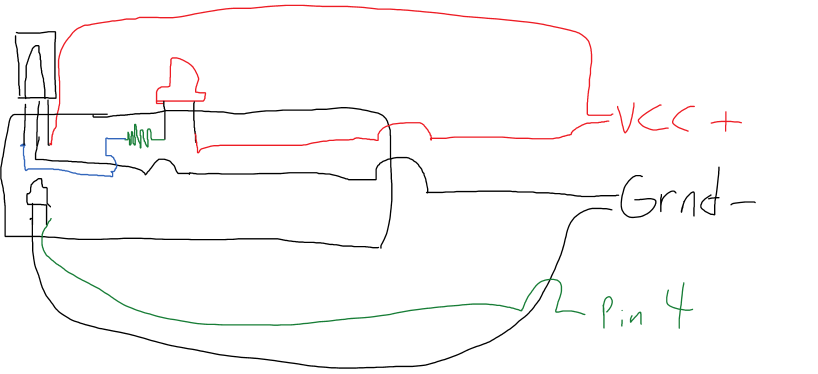 VCC +
Grnd -
Pin 4